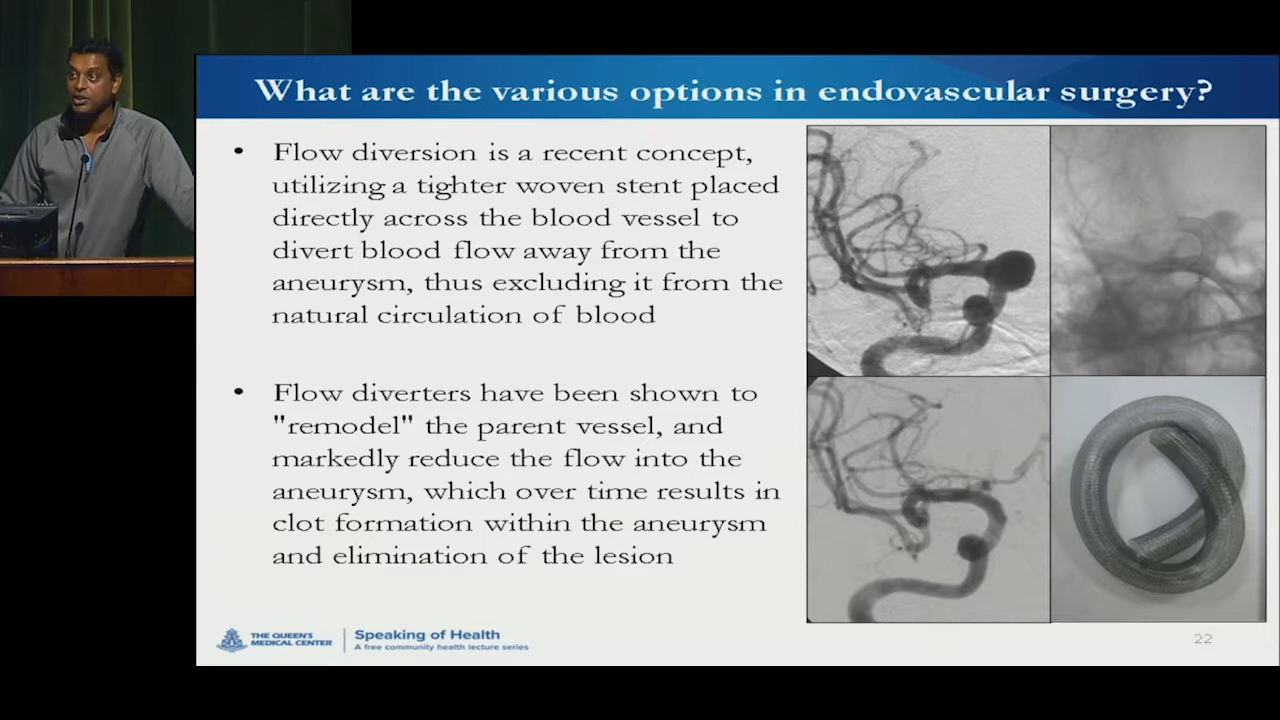 What are the various options in endovascular surgery?
• Flow diversion is a recent concept,
utilizing a tighter woven stent placed
directly across the blood vessel to
divert blood flow away from the
aneurysm, thus excluding it from the
natural circulation of blood
• Flow diverters have been shown to
"remodel" the parent vessel, and
markedly reduce the flow into the
aneurysm, which over time results in
clot formation within the aneurysm
and elimination of the lesion
THE QUEEN'S
MEDICAL CENTER
Speaking of Health
A free community health lecture series
22